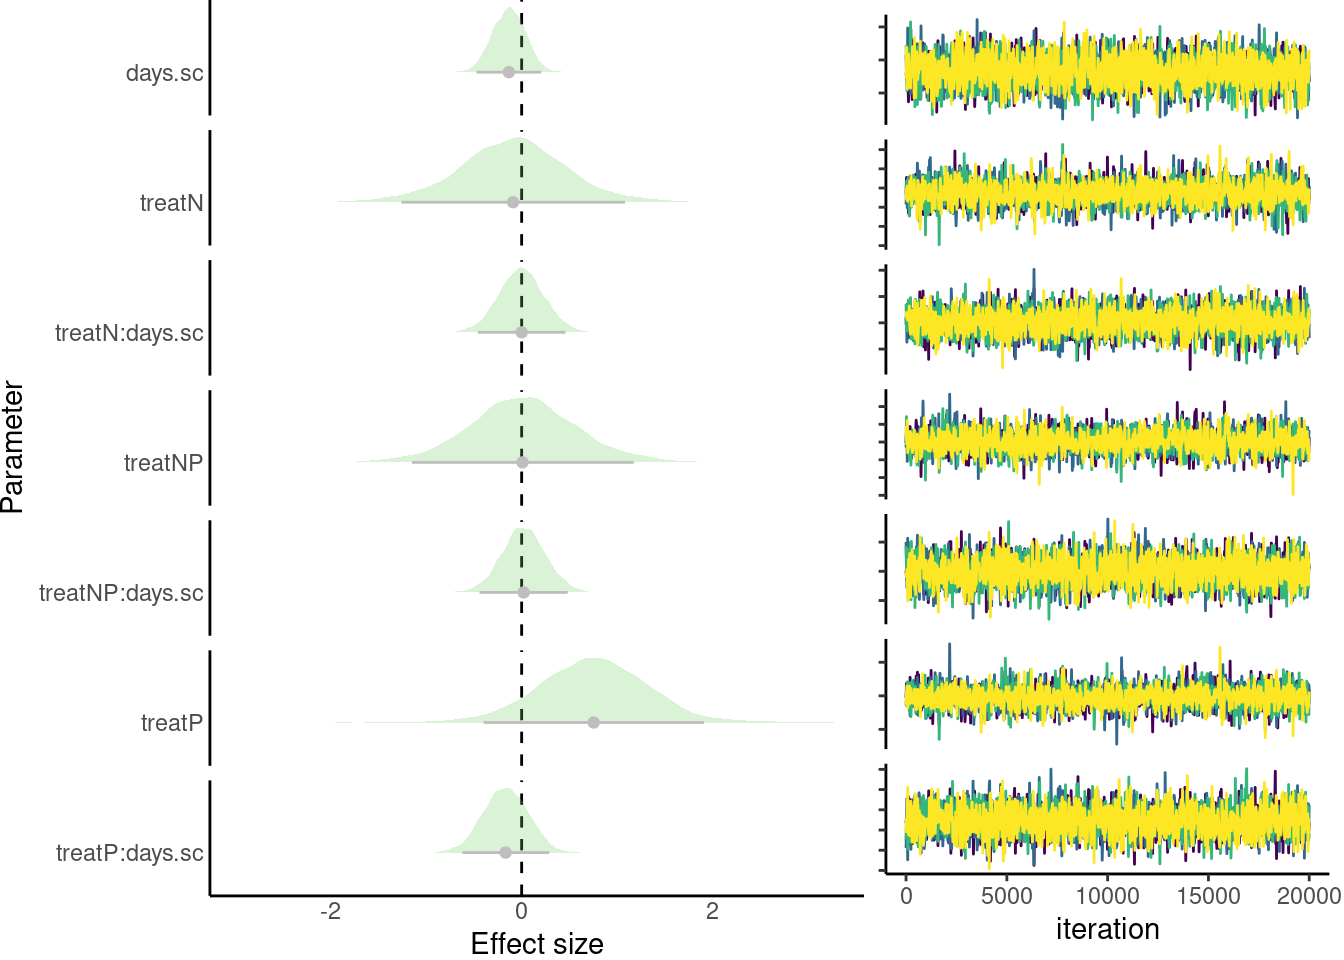 Parameter
days.sc
treatN
treatN:days.sc
treatNP
treatNP:days.sc
treatP
treatP:days.sc
-2 0 2
Effect size
0 5000 10000 15000 20000
iteration